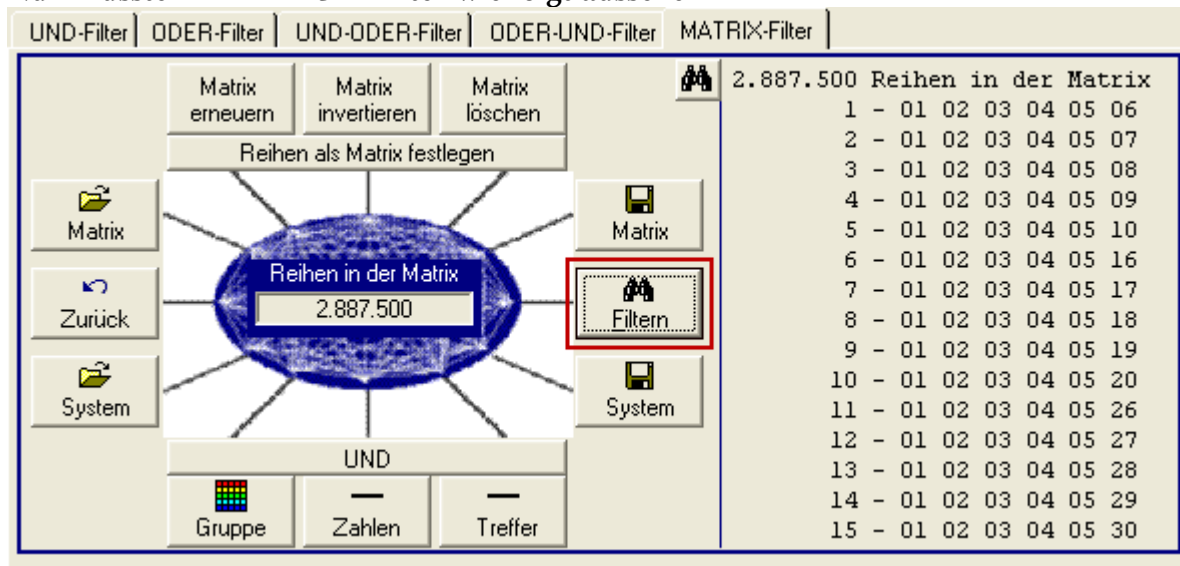 UND-Filter ODER-Filter UND-ODER-Filter ODER-UND-Filter MATRIX-Filter
Matrix erneuern
Matrix invertieren
Matrix löschen
Reihen als Matrix festlegen
Matrix
Zurück
System
Reihen in der Matrix
2.887.500
Matrix
Filtern
System
UND
Gruppe
Zahlen
Treffer
2.887.500 Reihen in der Matrix
1 - 01 02 03 04 05 06
2 - 01 02 03 04 05 07
3 - 01 02 03 04 05 08
4 - 01 02 03 04 05 09
5 - 01 02 03 04 05 10
6 - 01 02 03 04 05 16
7 - 01 02 03 04 05 17
8 - 01 02 03 04 05 18
9 - 01 02 03 04 05 19
10 - 01 02 03 04 05 20
11 - 01 02 03 04 05 26
12 - 01 02 03 04 05 27
13 - 01 02 03 04 05 28
14 - 01 02 03 04 05 29
15 - 01 02 03 04 05 30